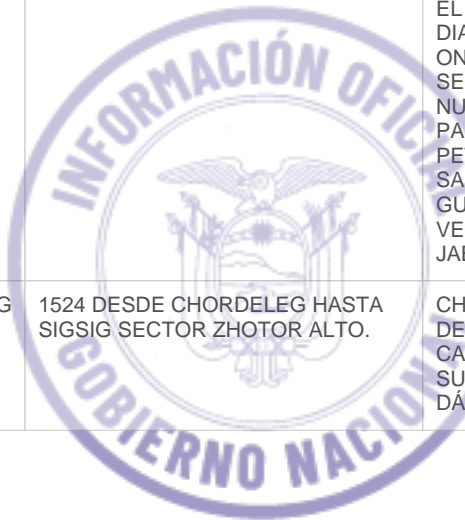 EL
DIA
ON
SE
NU
PA
PE
SA
GU
VE
JAB
INFORMACIÓN OFICIAL
G 1524 DESDE CHORDELEG HASTA CH
SIGSIG SECTOR ZHOTOR ALTO. DE
CA
SU
DÁ
GOBIERNO NACIONAL